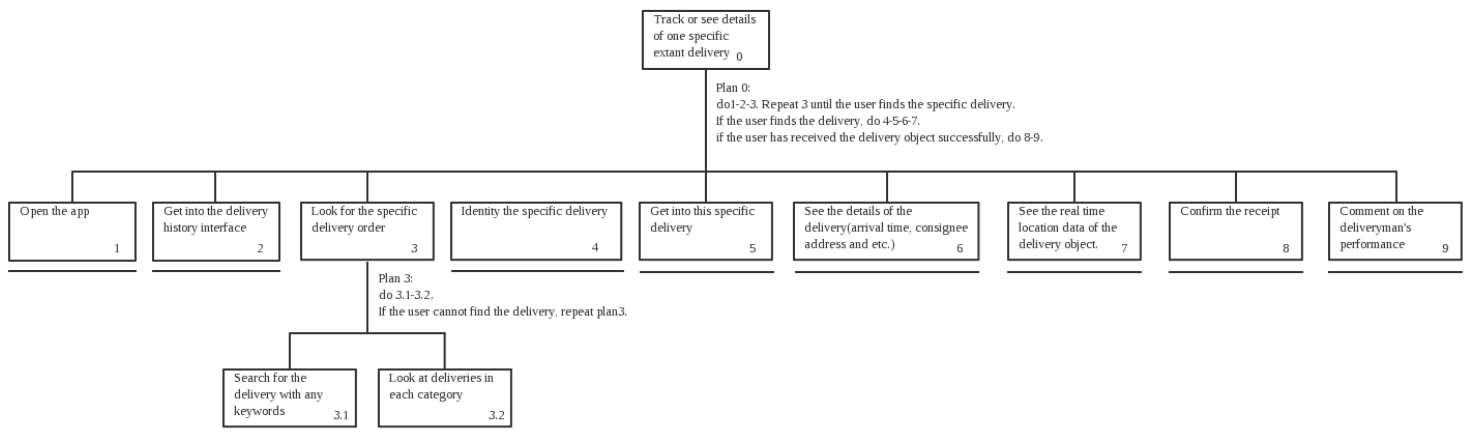 Track or see details
of one specific
extant delivery 0
Plan 0:
do1-2-3. Repeat 3 until the user finds the specific delivery.
If the user finds the delivery, do 4-5-6-7.
if the user has received the delivery object successfully, do 8-9.
Open the app
1
Get into the delivery
history interface
2
Look for the specific
delivery order
3
Identity the specific delivery
4
Get into this specific
delivery
5
See the details of the
delivery(arrival time, consignee
address and etc.)
6
See the real time
location data of the
delivery object.
7
Confirm the receipt
8
Comment on the
deliveryman's
performance
9
Plan 3:
do 3.1-3.2.
If the user cannot find the delivery, repeat plan3.
Search for the
delivery with any
keywords
3.1
Look at deliveries in
each category
3.2